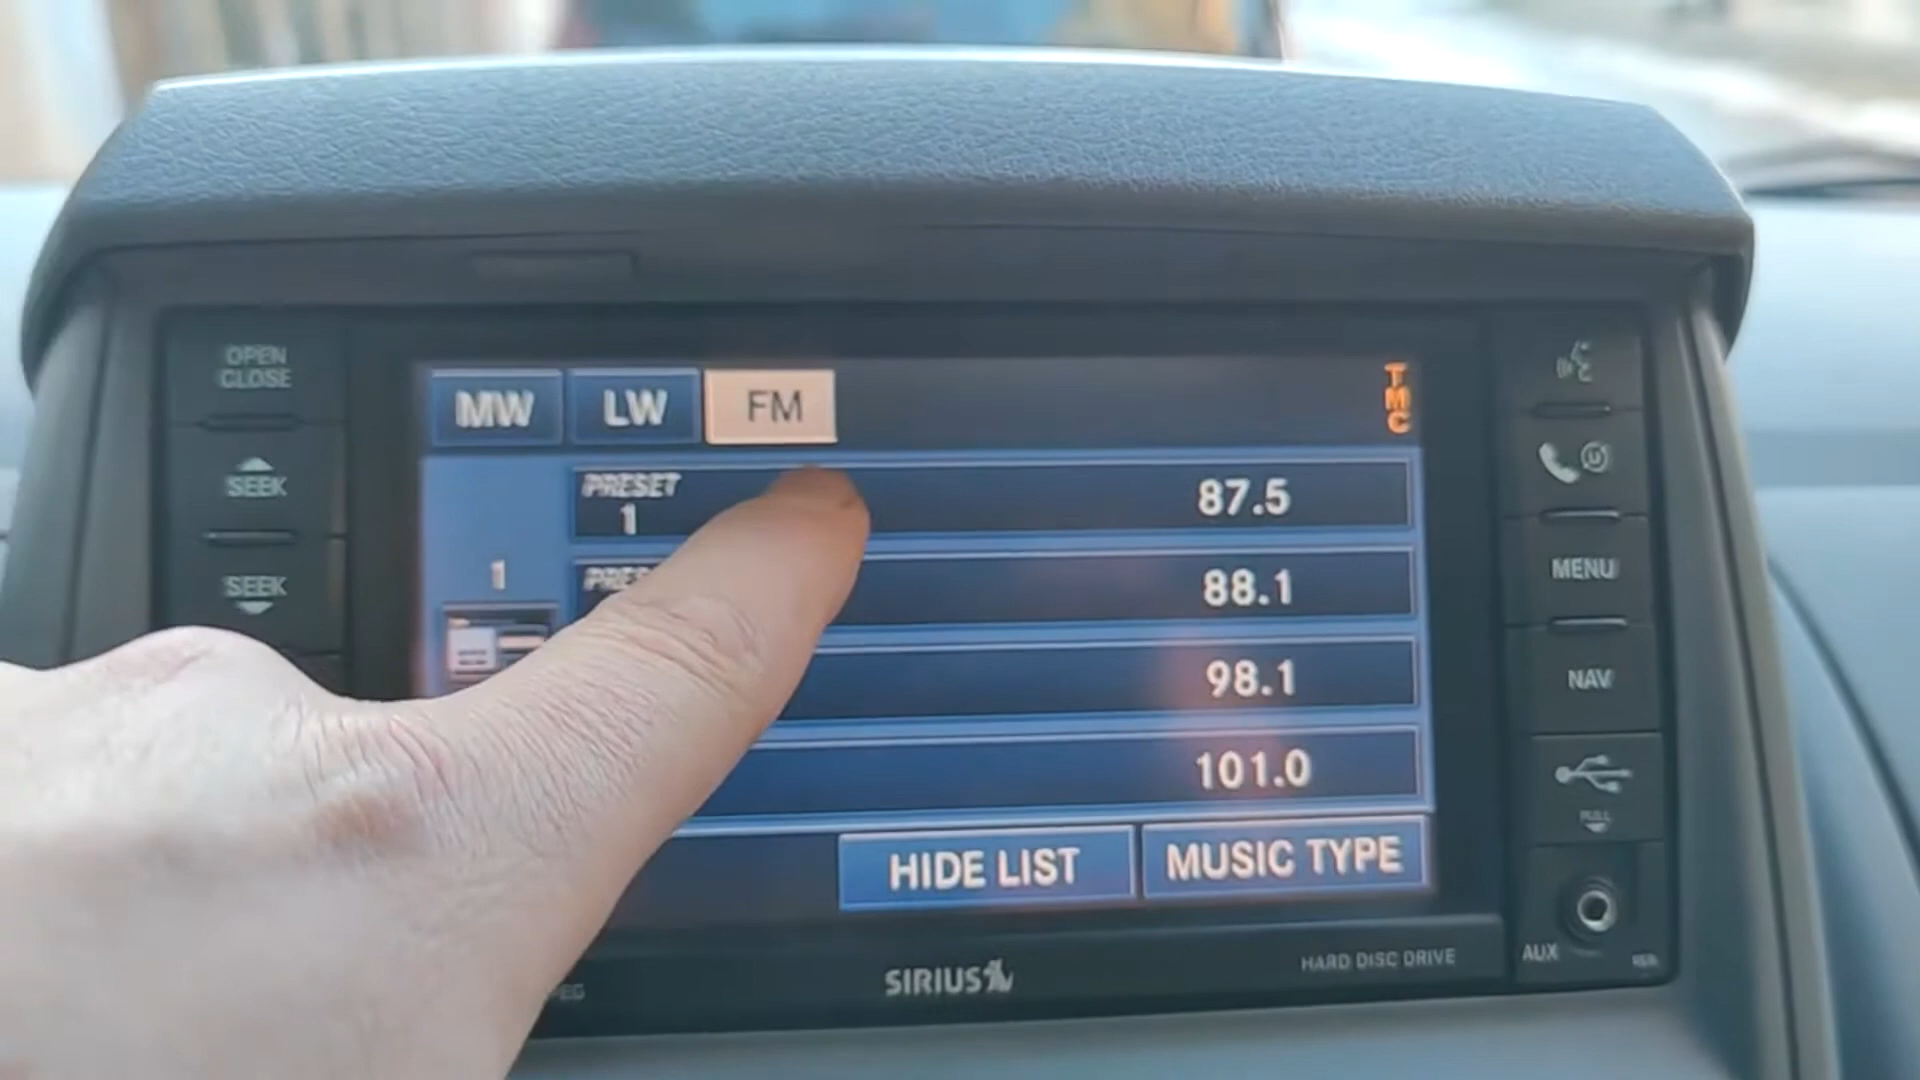 OPEN
CLOSE
SEEK
SEEK
MW LW FM
TMC
PRESET
1
87.5
1
88.1
98.1
101.0
HIDE LIST MUSIC TYPE
MENU
NAV
PULL
AUX
SIRIUS
HARD DISC DRIVE